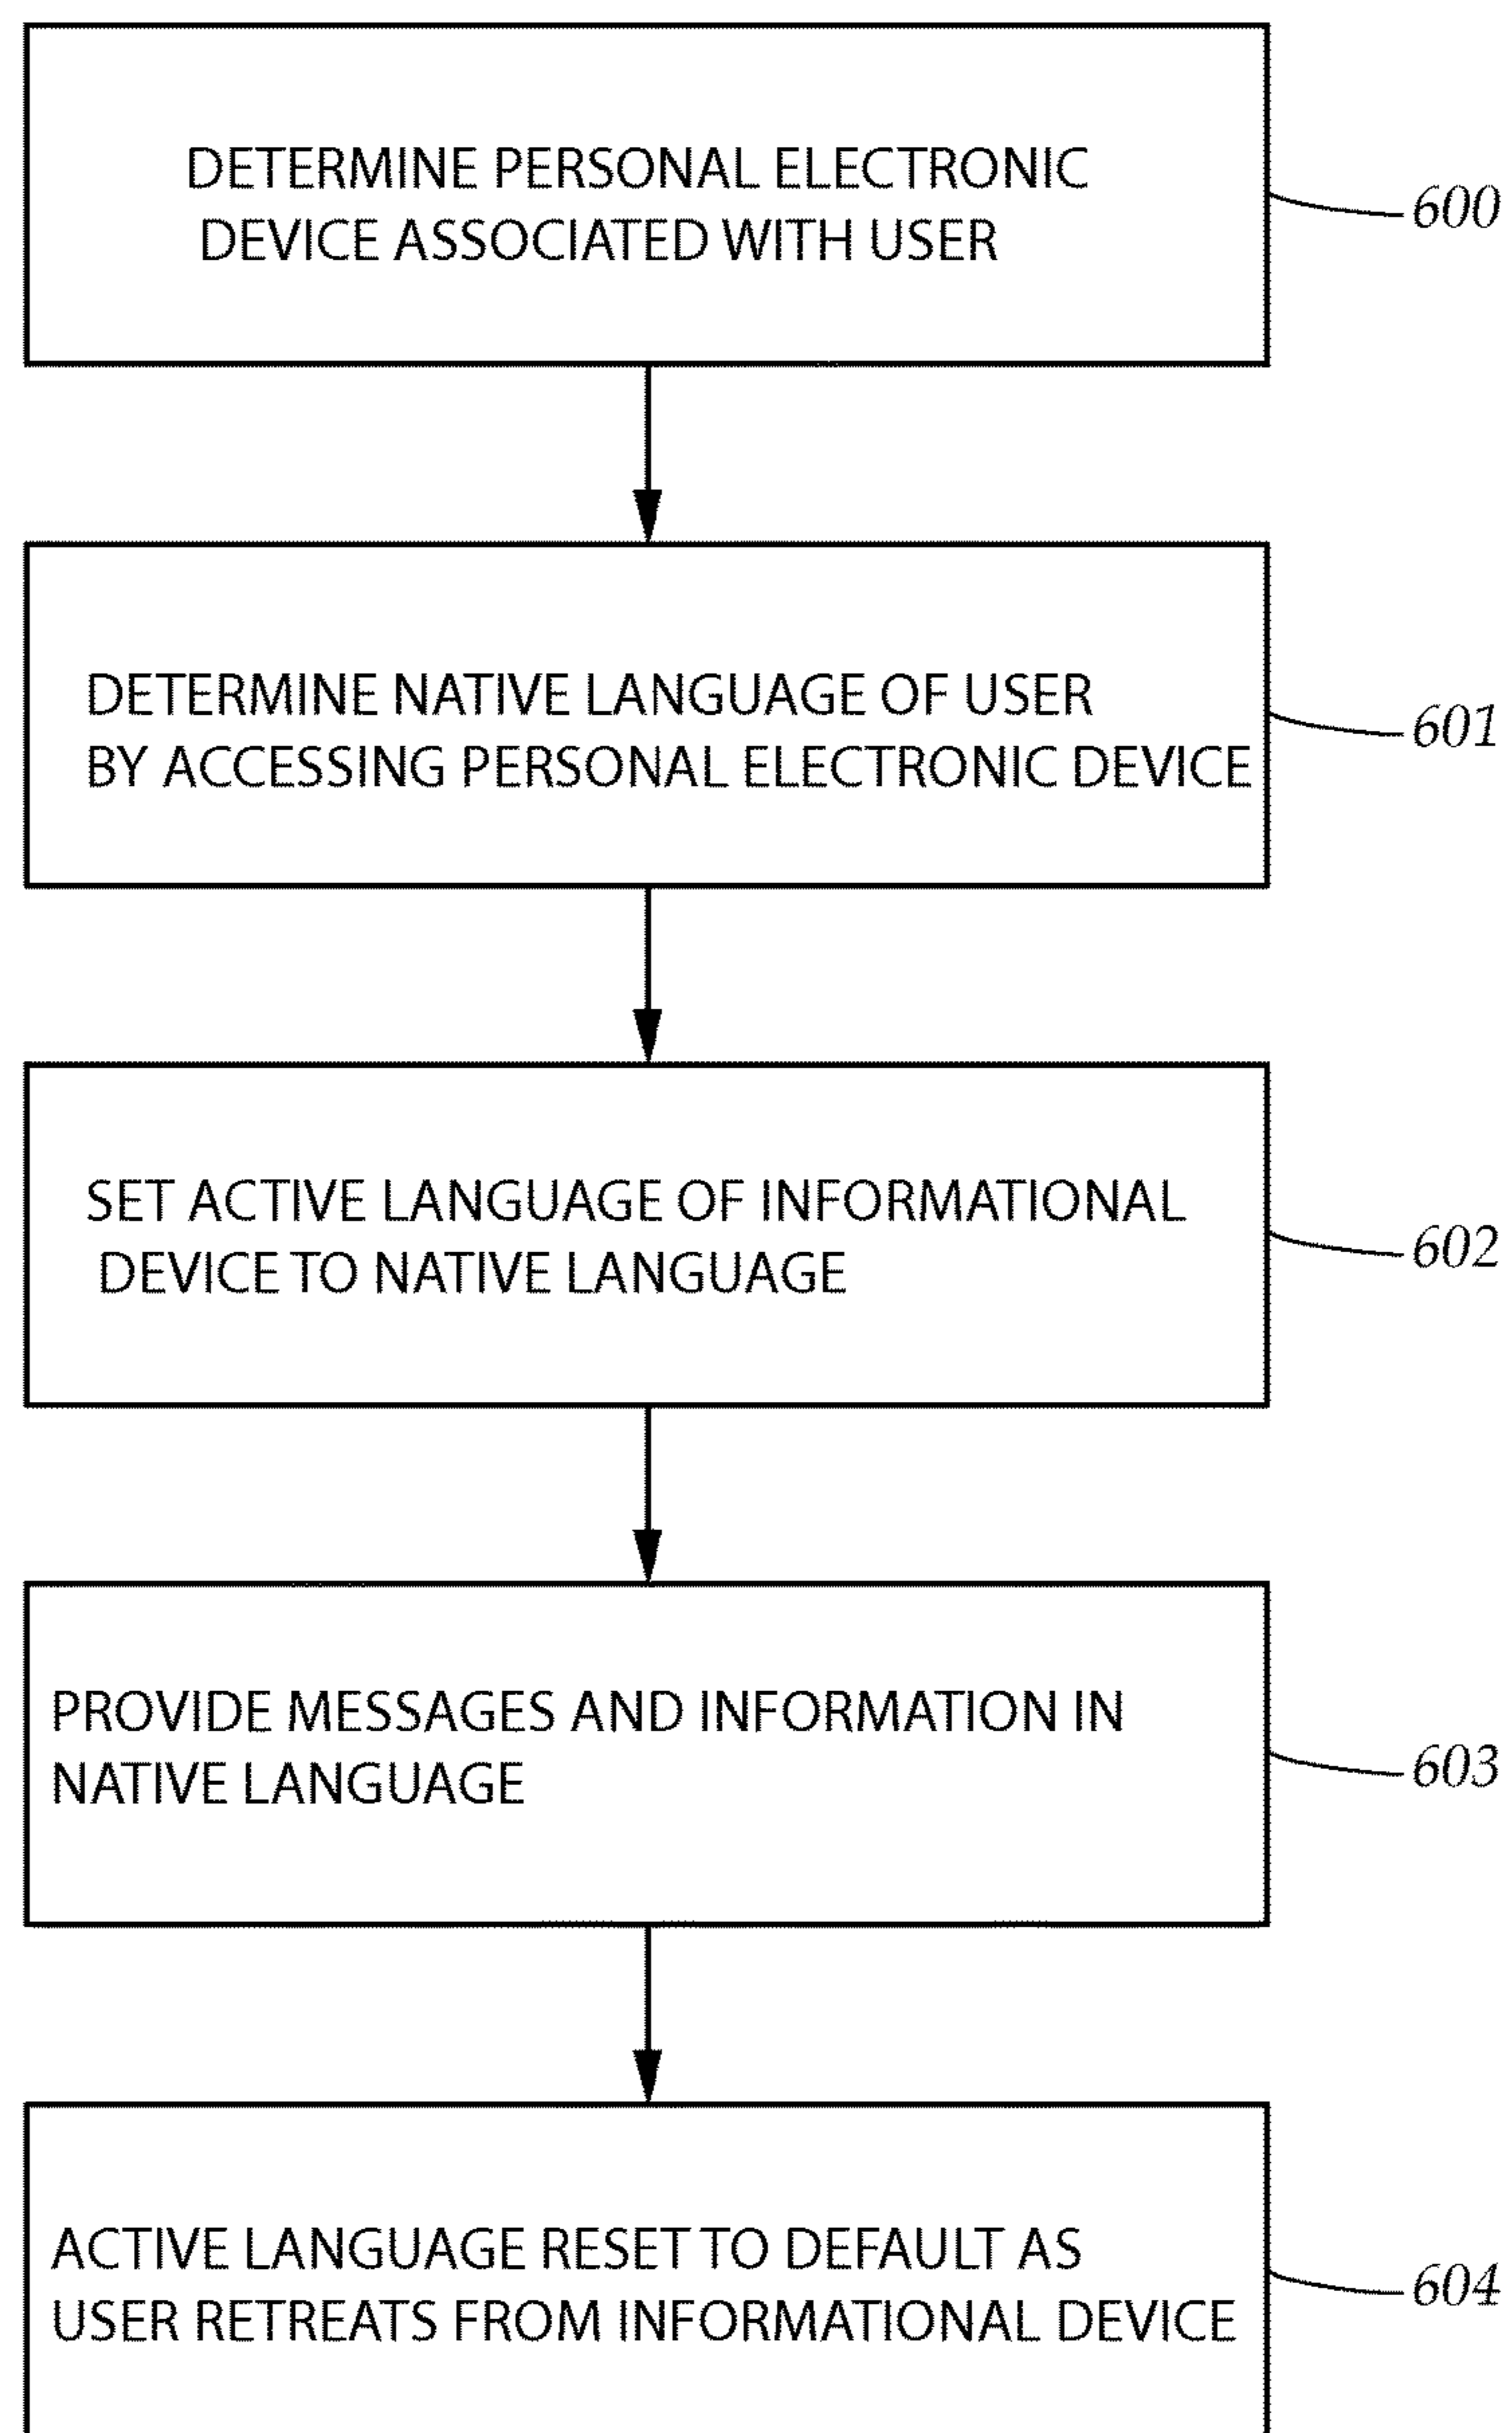 DETERMINE PERSONAL ELECTRONIC
DEVICE ASSOCIATED WITH USER
600
DETERMINE NATIVE LANGUAGE OF USER
BY ACCESSING PERSONAL ELECTRONIC DEVICE
601
SET ACTIVE LANGUAGE OF INFORMATIONAL
DEVICE TO NATIVE LANGUAGE
602
PROVIDE MESSAGES AND INFORMATION IN
NATIVE LANGUAGE
603
ACTIVE LANGUAGE RESET TO DEFAULT AS
USER RETREATS FROM INFORMATIONAL DEVICE
604